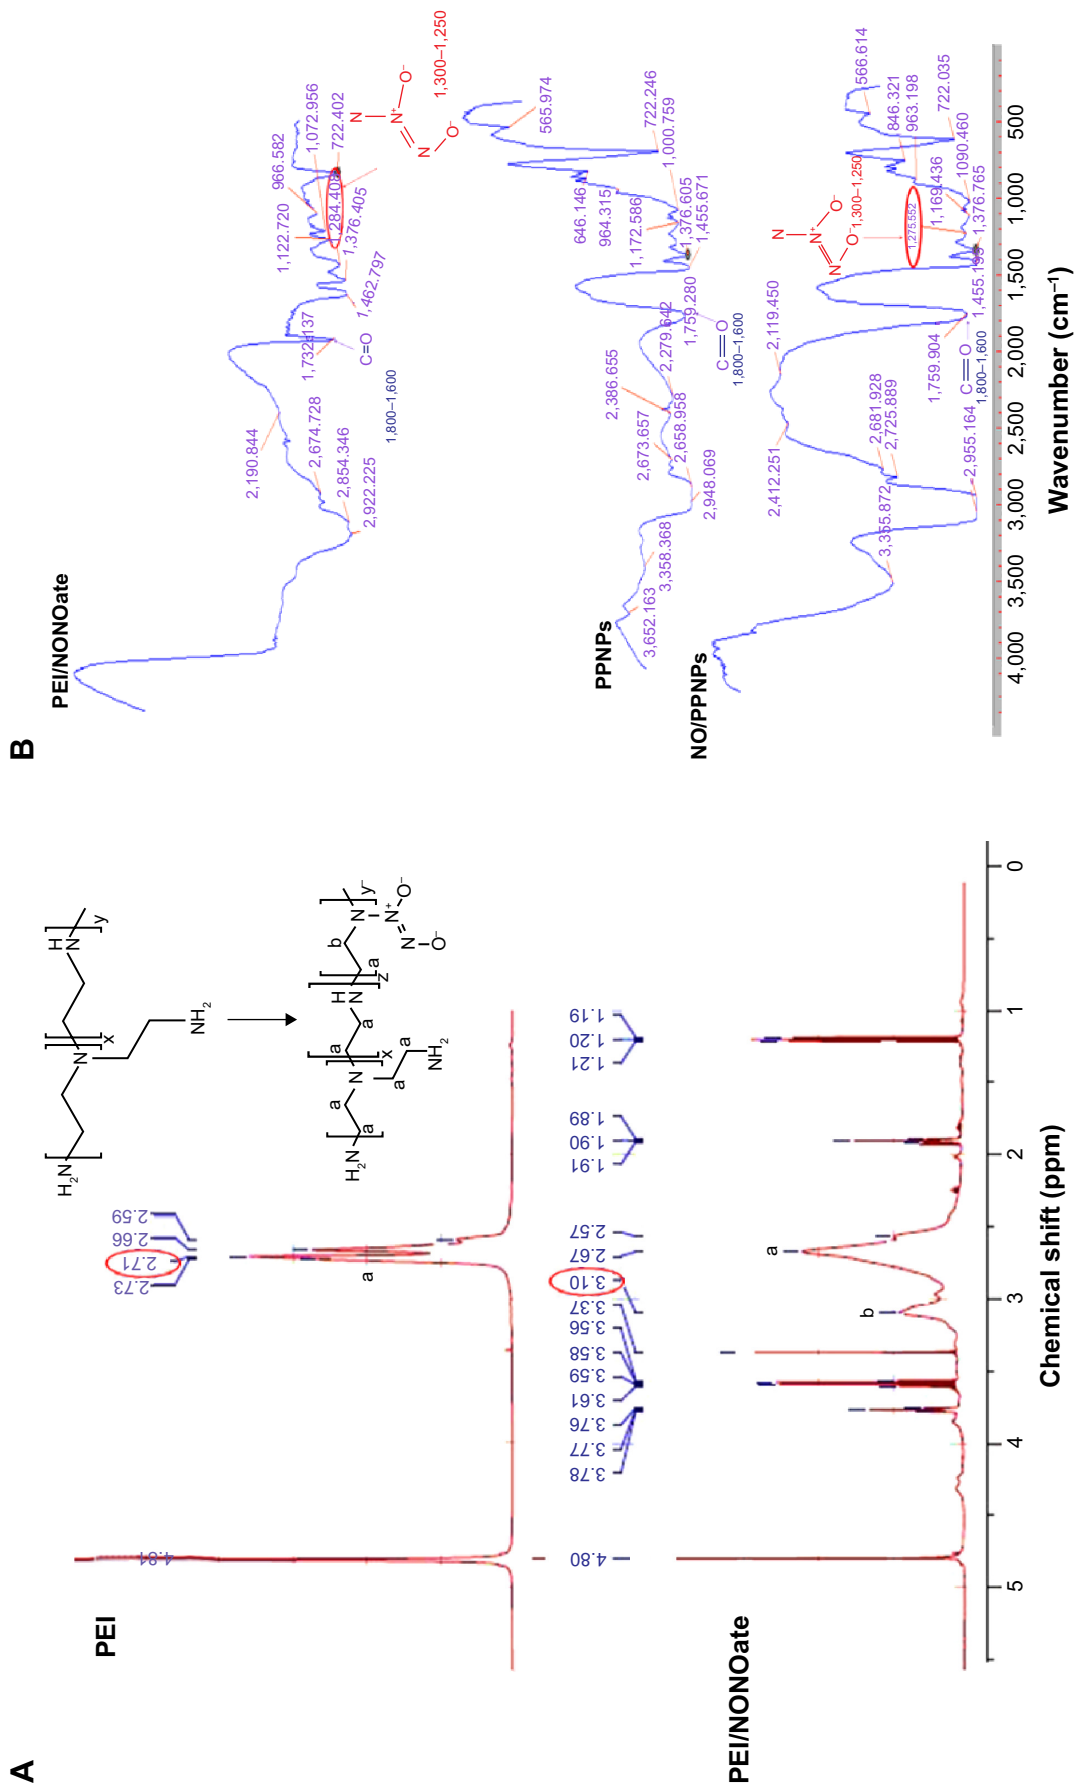 A
PEI
4.81
2.73
2.71
2.66
2.59
a
H₂N
N
x
H
N
y
NH₂
H₂N
a
a
N
x
a
a
NH₂
a
H
N
z
a
b
N
y
N⁺
O⁻
N
O⁻
PEI/NONOate
4.80
3.78
3.77
3.76
3.61
3.59
3.58
3.56
3.37
3.10
2.67
2.57
1.91
1.90
1.89
1.21
1.20
1.19
b
a
5
4
3
2
1
0
Chemical shift (ppm)
B
PEI/NONOate
2,922.225
2,854.346
2,674.728
2,190.844
1,732.137
C=O
1,800–1,600
1,462.797
1,376.405
1,284.408
1,122.720
1,072.956
966.582
722.402
N
N⁺
O⁻
N
O⁻
1,300–1,250
PPNPs
3,652.163
3,358.368
2,948.069
2,673.657
2,658.958
2,386.655
2,279.642
1,759.280
C=O
1,800–1,600
1,455.671
1,376.605
1,172.586
1,000.759
964.315
646.146
722.246
565.974
NO/PPNPs
3,355.872
2,955.164
2,725.889
2,681.928
2,412.251
2,119.450
1,759.904
C=O
1,800–1,600
1,376.765
1,275.552
1,169.436
1090.460
963.198
846.321
722.035
566.614
N
N⁺
O⁻
N
O⁻
1,300–1,250
4,000
3,500
3,000
2,500
2,000
1,500
1,000
500
Wavenumber (cm⁻¹)